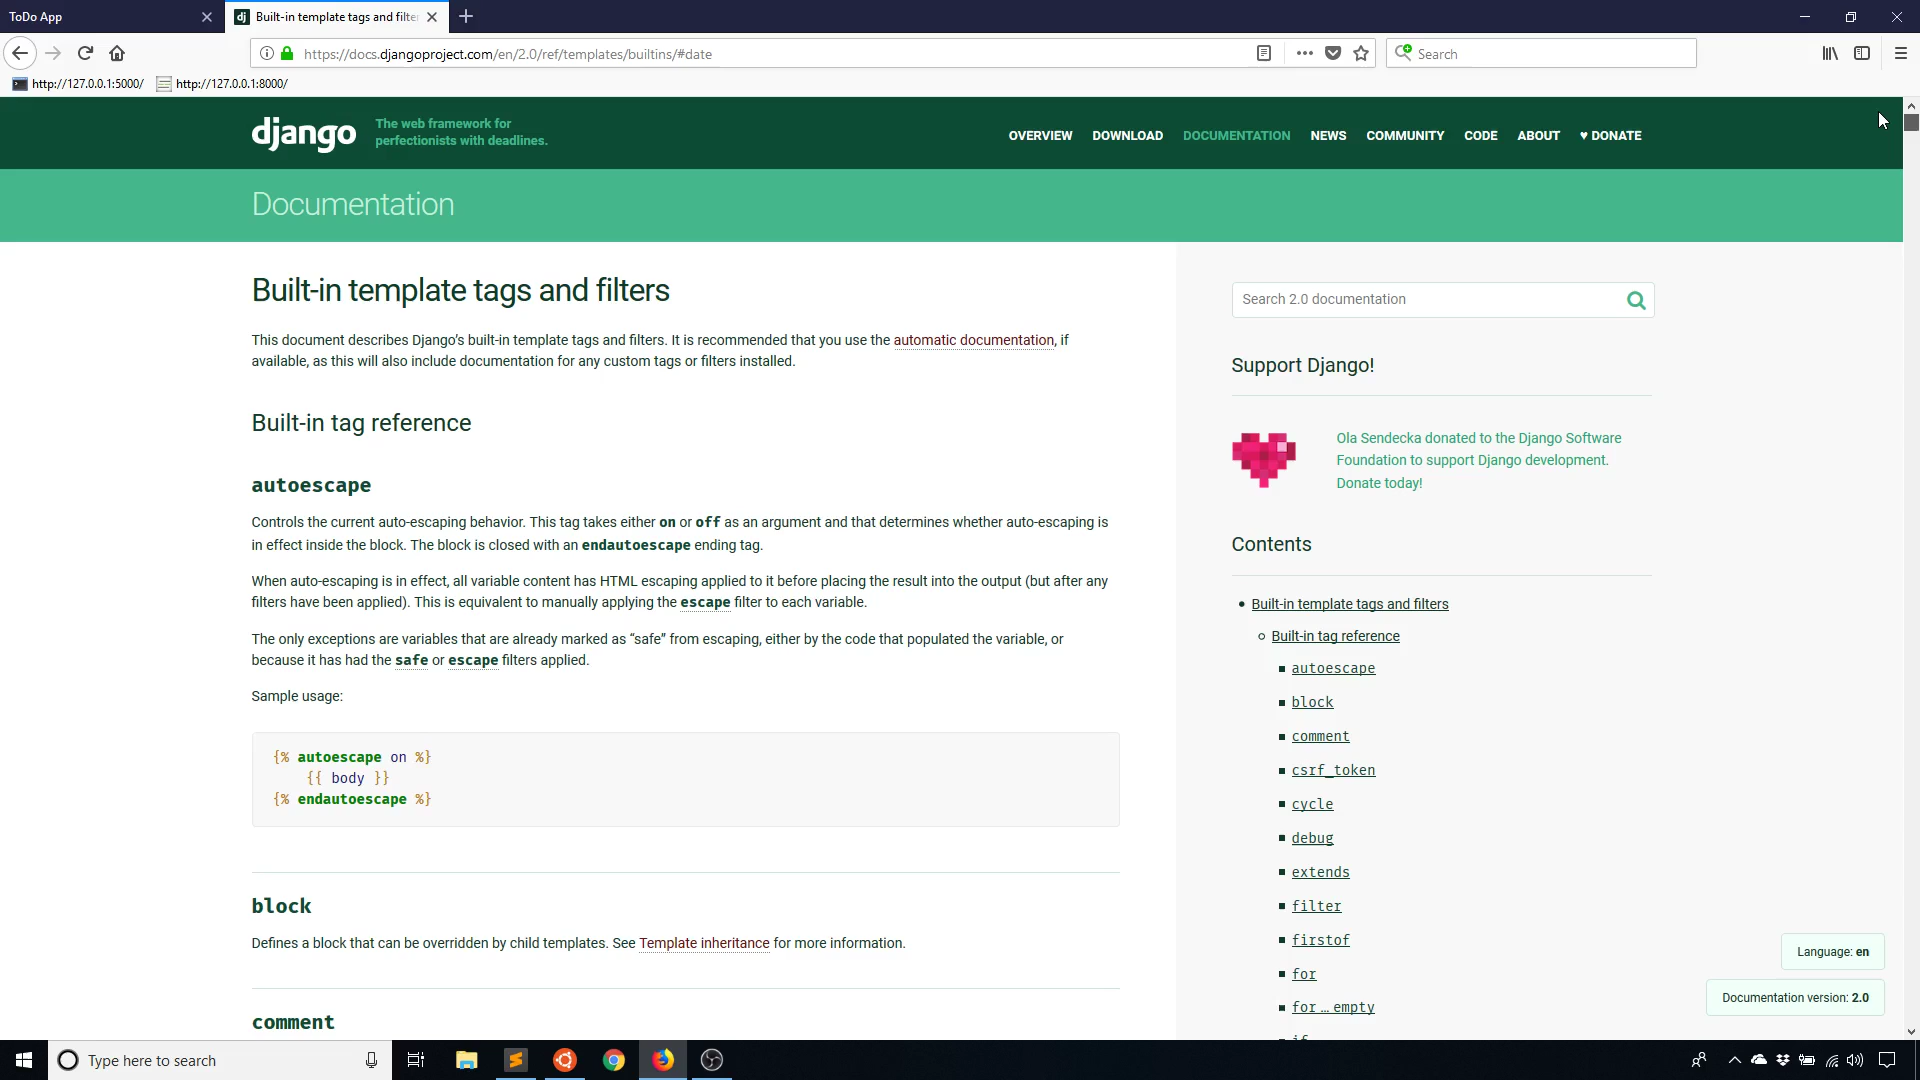 ToDo App
Built-in template tags and filte
https://docs.djangoproject.com/en/2.0/ref/templates/builtins/#date
Search
http://127.0.0.1:5000/
http://127.0.0.1:8000/
django
The web framework for
perfectionists with deadlines.
OVERVIEW
DOWNLOAD
DOCUMENTATION
NEWS
COMMUNITY
CODE
ABOUT
♥ DONATE
Documentation
Built-in template tags and filters
This document describes Django’s built-in template tags and filters. It is recommended that you use the automatic documentation, if
available, as this will also include documentation for any custom tags or filters installed.
Built-in tag reference
autoescape
Controls the current auto-escaping behavior. This tag takes either on or off as an argument and that determines whether auto-escaping is
in effect inside the block. The block is closed with an endautoescape ending tag.
When auto-escaping is in effect, all variable content has HTML escaping applied to it before placing the result into the output (but after any
filters have been applied). This is equivalent to manually applying the escape filter to each variable.
The only exceptions are variables that are already marked as “safe” from escaping, either by the code that populated the variable, or
because it has had the safe or escape filters applied.
Sample usage:
{% autoescape on %}
{{ body }}
{% endautoescape %}
block
Defines a block that can be overridden by child templates. See Template inheritance for more information.
comment
Search 2.0 documentation
Support Django!
Ola Sendecka donated to the Django Software
Foundation to support Django development.
Donate today!
Contents
Built-in template tags and filters
Built-in tag reference
autoescape
block
comment
csrf_token
cycle
debug
extends
filter
firstof
for
for … empty
if
Language: en
Documentation version: 2.0
Type here to search